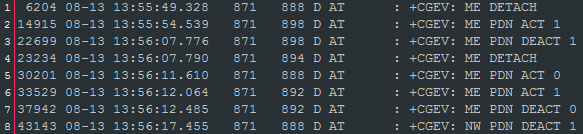 1 6204 08-13 13:55:49.328 871 888 D AT : +CGEV: ME DETACH
2 14915 08-13 13:55:54.539 871 898 D AT : +CGEV: ME PDN ACT 1
3 22699 08-13 13:56:07.776 871 898 D AT : +CGEV: ME PDN DEACT 1
4 23234 08-13 13:56:07.790 871 894 D AT : +CGEV: ME DETACH
5 30201 08-13 13:56:11.610 871 888 D AT : +CGEV: ME PDN ACT 0
6 33529 08-13 13:56:12.064 871 892 D AT : +CGEV: ME PDN ACT 1
7 37942 08-13 13:56:12.485 871 892 D AT : +CGEV: ME PDN DEACT 0
8 43143 08-13 13:56:17.455 871 888 D AT : +CGEV: NW PDN DEACT 1